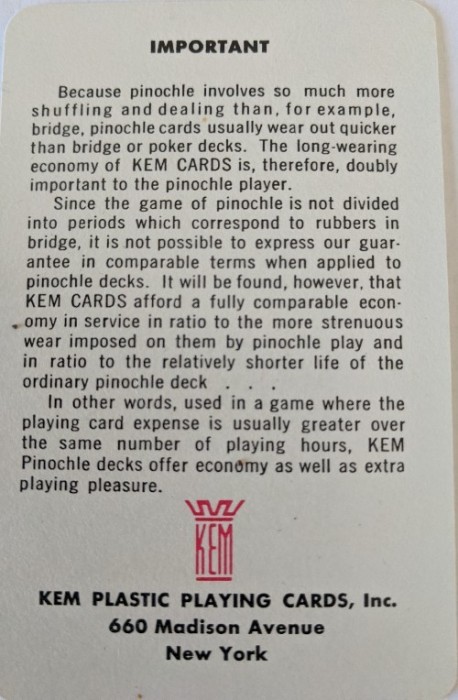 IMPORTANT
Because pinochle involves so much more
shuffling and dealing than, for example,
bridge, pinochle cards usually wear out quicker
than bridge or poker decks. The long-wearing
economy of KEM CARDS is, therefore, doubly
important to the pinochle player.
Since the game of pinochle is not divided
into periods which correspond to rubbers in
bridge, it is not possible to express our guar-
antee in comparable terms when applied to
pinochle decks. It will be found, however, that
KEM CARDS afford a fully comparable econ-
omy in service in ratio to the more strenuous
wear imposed on them by pinochle play and
in ratio to the relatively shorter life of the
ordinary pinochle deck . . .
In other words, used in a game where the
playing card expense is usually greater over
the same number of playing hours, KEM
Pinochle decks offer economy as well as extra
playing pleasure.
KEM
KEM PLASTIC PLAYING CARDS, Inc.
660 Madison Avenue
New York